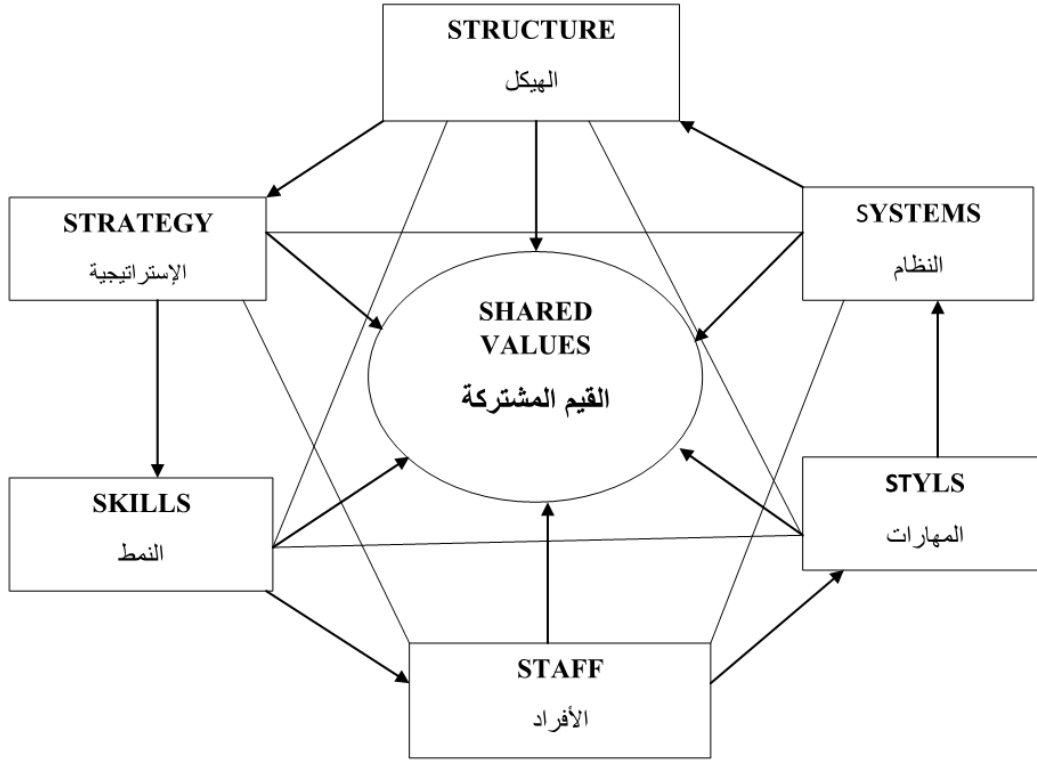 STRUCTURE
الهيكل
STRATEGY
الإستراتيجية
SYSTEMS
النظام
SHARED
VALUES
القيم المشتركة
SKILLS
النمط
STYLS
المهارات
STAFF
الأفراد